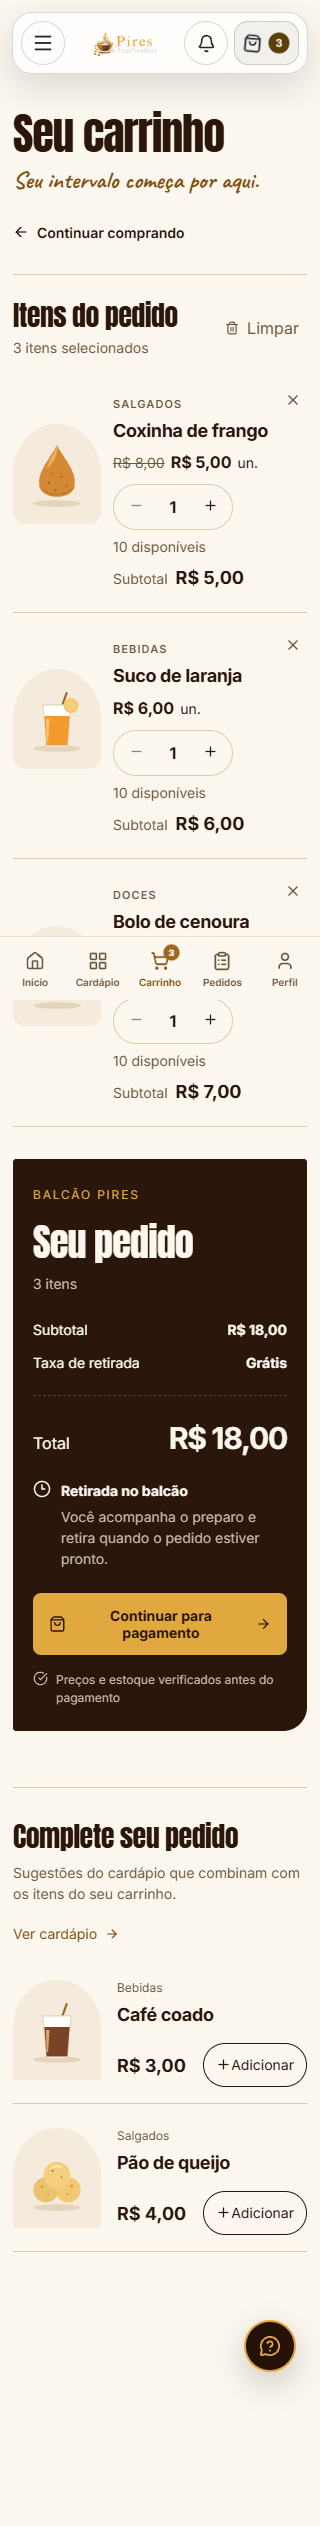 Pires
3
Seu carrinho
Seu intervalo começa por aqui.
Continuar comprando
Itens do pedido
3 itens selecionados
Limpar
SALGADOS
Coxinha de frango
R$ 8,00 R$ 5,00 un.
1
10 disponíveis
Subtotal R$ 5,00
BEBIDAS
Suco de laranja
R$ 6,00 un.
1
10 disponíveis
Subtotal R$ 6,00
DOCES
Bolo de cenoura
3
Início
Cardápio
Carrinho
Pedidos
Perfil
1
10 disponíveis
Subtotal R$ 7,00
BALCÃO PIRES
Seu pedido
3 itens
Subtotal R$ 18,00
Taxa de retirada Grátis
Total R$ 18,00
Retirada no balcão
Você acompanha o preparo e
retira quando o pedido estiver
pronto.
Continuar para
pagamento
Preços e estoque verificados antes do
pagamento
Complete seu pedido
Sugestões do cardápio que combinam com
os itens do seu carrinho.
Ver cardápio
Bebidas
Café coado
R$ 3,00
Adicionar
Salgados
Pão de queijo
R$ 4,00
Adicionar